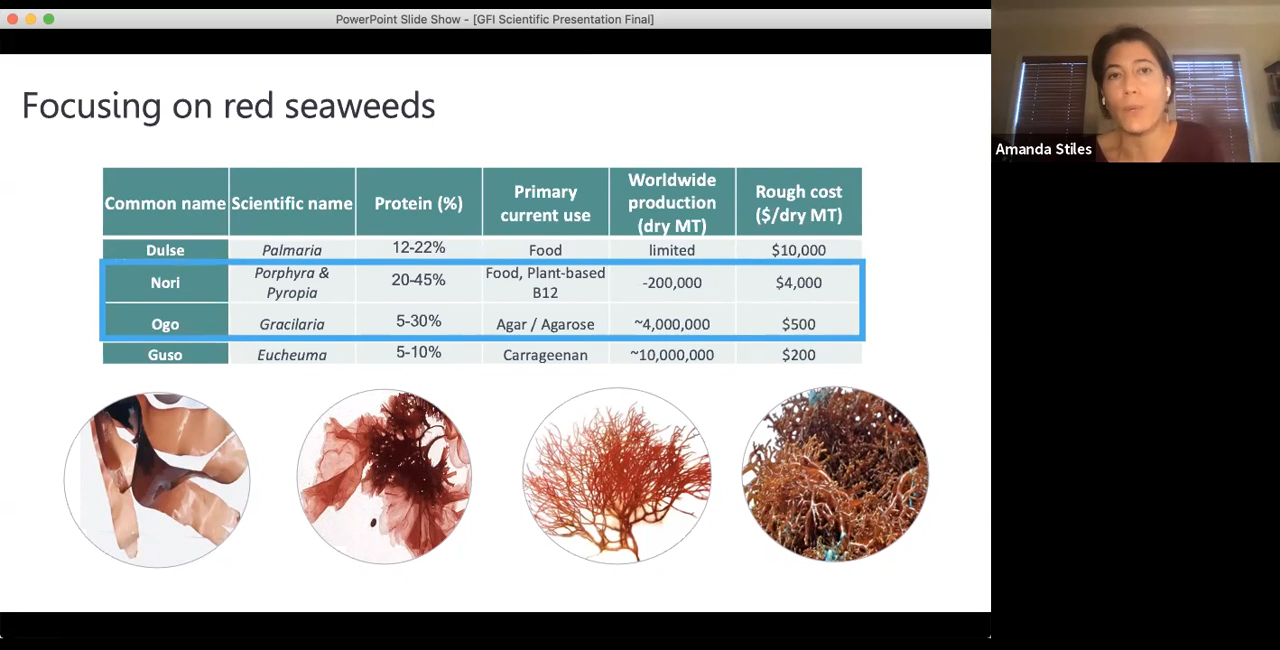 PowerPoint Slide Show - [GFI Scientific Presentation Final]
Focusing on red seaweeds
Common name Scientific name Protein (%) Primary current use Worldwide production (dry MT) Rough cost ($/dry MT)
Dulse Palmaria 12-22% Food limited $10,000
Nori Porphyra & Pyropia 20-45% Food, Plant-based B12 -200,000 $4,000
Ogo Gracilaria 5-30% Agar / Agarose ~4,000,000 $500
Guso Eucheuma 5-10% Carrageenan ~10,000,000 $200
Amanda Stiles